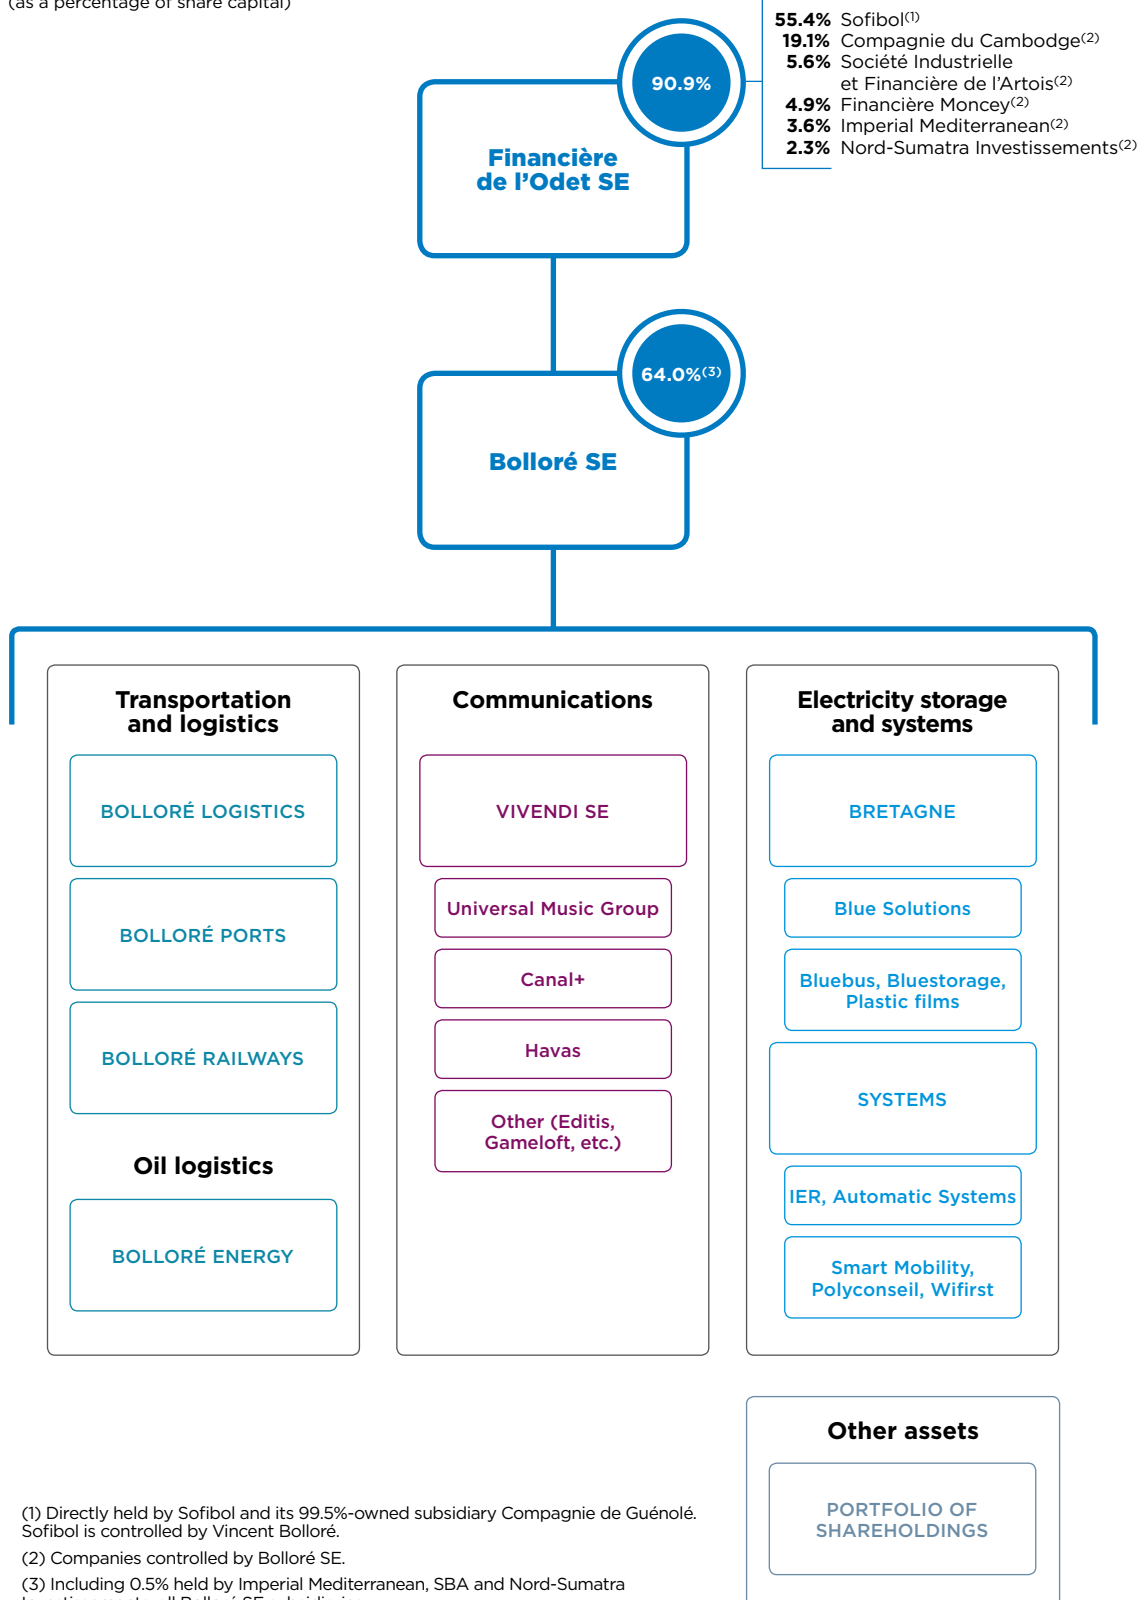 (as a percentage of share capital)
55.4% Sofibol(1)
19.1% Compagnie du Cambodge(2)
5.6% Société Industrielle
et Financière de l'Artois(2)
4.9% Financière Moncey(2)
3.6% Imperial Mediterranean(2)
2.3% Nord-Sumatra Investissements(2)
90.9%
Financière
de l'Odet SE
64.0%(3)
Bolloré SE
Transportation
and logistics
BOLLORÉ LOGISTICS
BOLLORÉ PORTS
BOLLORÉ RAILWAYS
Oil logistics
BOLLORÉ ENERGY
Communications
VIVENDI SE
Universal Music Group
Canal+
Havas
Other (Editis,
Gameloft, etc.)
Electricity storage
and systems
BRETAGNE
Blue Solutions
Bluebus, Bluestorage,
Plastic films
SYSTEMS
IER, Automatic Systems
Smart Mobility,
Polyconseil, Wifirst
Other assets
PORTFOLIO OF
SHAREHOLDINGS
(1) Directly held by Sofibol and its 99.5%-owned subsidiary Compagnie de Guénolé.
Sofibol is controlled by Vincent Bolloré.
(2) Companies controlled by Bolloré SE.
(3) Including 0.5% held by Imperial Mediterranean, SBA and Nord-Sumatra